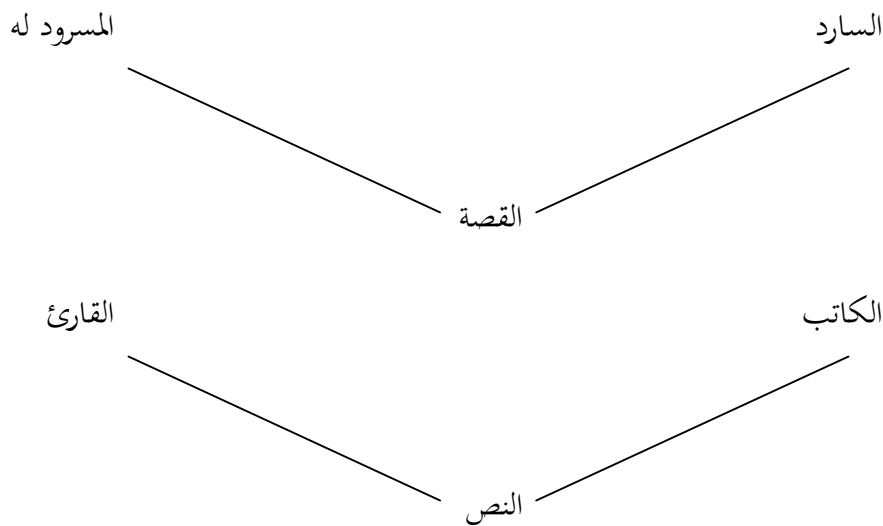 السارد المسرود له
القصة
الكاتب القارئ
النص